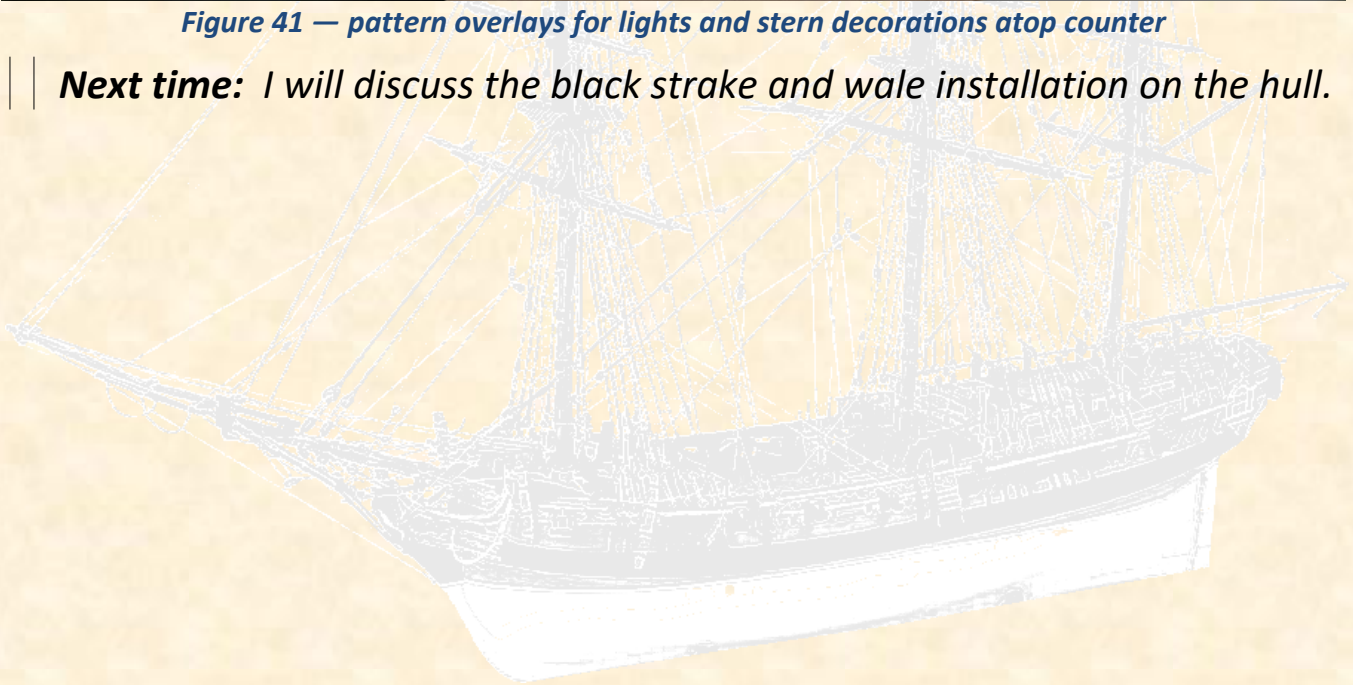 Figure 41 — pattern overlays for lights and stern decorations atop counter
Next time: I will discuss the black strake and wale installation on the hull.